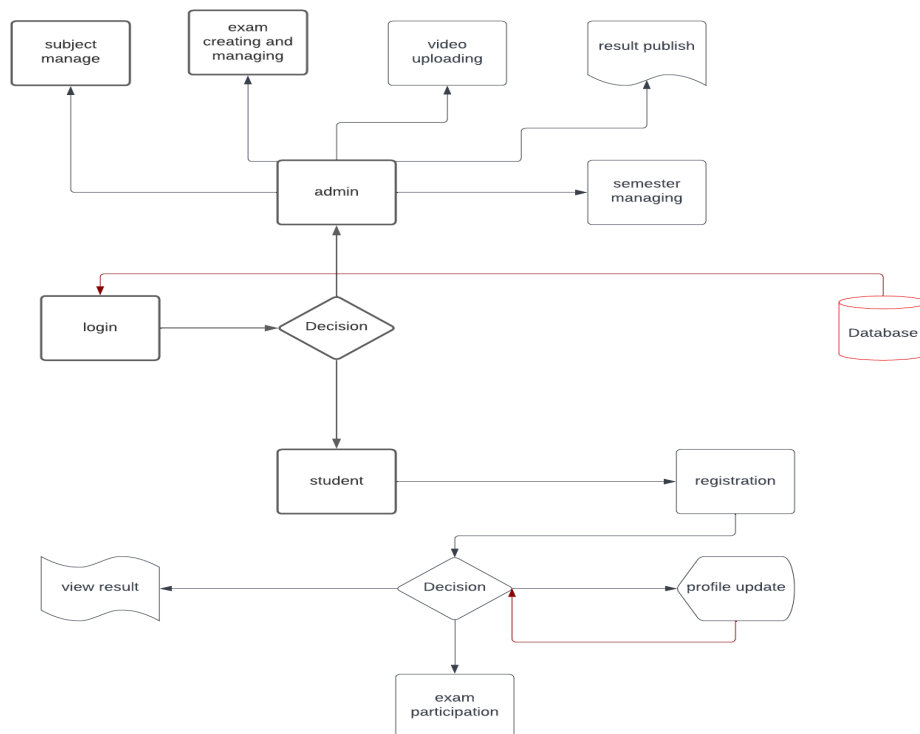 subject
manage
exam
creating and
managing
video
uploading
result publish
admin
semester
managing
login
Decision
Database
student
registration
view result
Decision
profile update
exam
participation